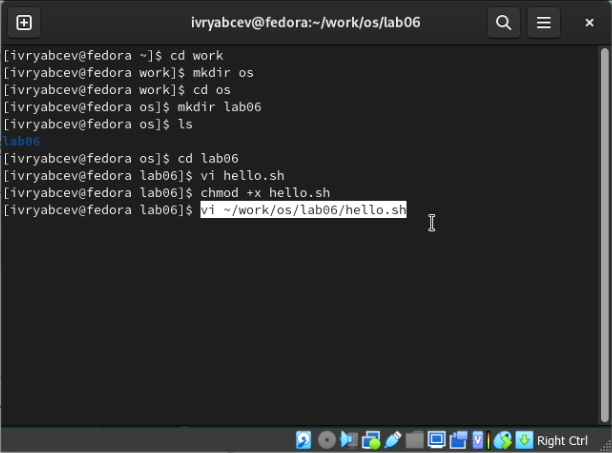 ivryabcev@fedora:~/work/os/lab06
[ivryabcev@fedora ~]$ cd work
[ivryabcev@fedora work]$ mkdir os
[ivryabcev@fedora work]$ cd os
[ivryabcev@fedora os]$ mkdir lab06
[ivryabcev@fedora os]$ ls
lab06
[ivryabcev@fedora os]$ cd lab06
[ivryabcev@fedora lab06]$ vi hello.sh
[ivryabcev@fedora lab06]$ chmod +x hello.sh
[ivryabcev@fedora lab06]$ vi ~/work/os/lab06/hello.sh
Right Ctrl